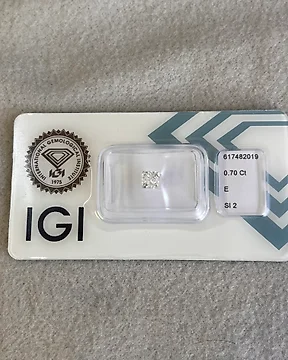 INTERNATIONAL GEMOLOGICAL INSTITUTE
IGI
1975
IGI
617482019
0.70 Ct
E
SI 2